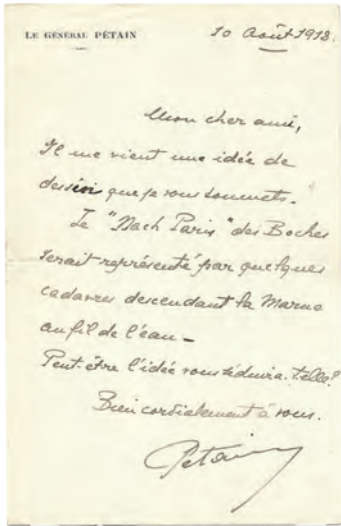 LE GÉNÉRAL PÉTAIN
10 Août 1918.
Mon cher ami,
Il me vient une idée de
dessin que je vous soumets.
Le "Nach Paris" des Boches
serait représenté par quelques
cadavres descendant la Marne
au fil de l'eau —
Peut-être l'idée vous séduira-t-elle?
Bien cordialement à vous.
Pétain